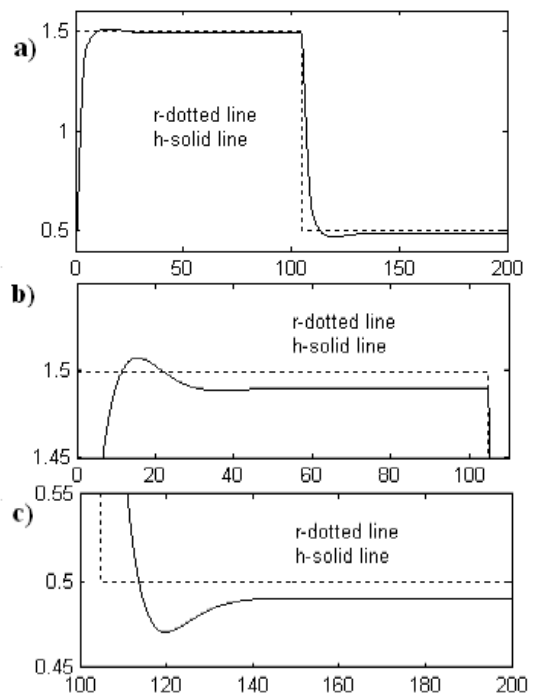 a)
1.5
1
0.5
r-dotted line
h-solid line
0 50 100 150 200
b)
1.5
1.45
r-dotted line
h-solid line
0 20 40 60 80 100
c)
0.55
0.5
0.45
r-dotted line
h-solid line
100 120 140 160 180 200